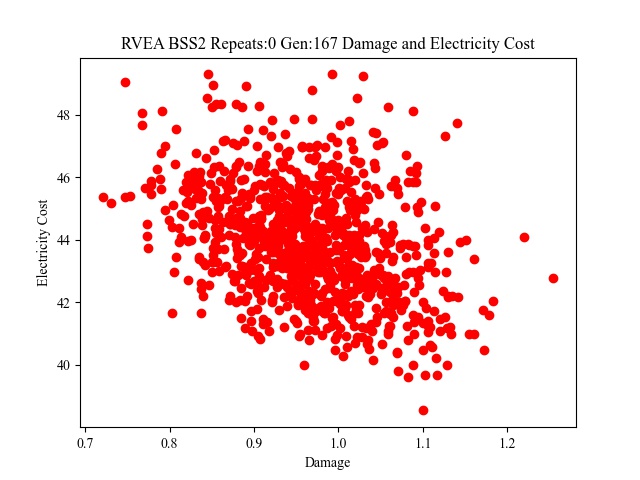 RVEA BSS2 Repeats:0 Gen:167 Damage and Electricity Cost
48
46
44
42
40
Electricity Cost
0.7 0.8 0.9 1.0 1.1 1.2
Damage